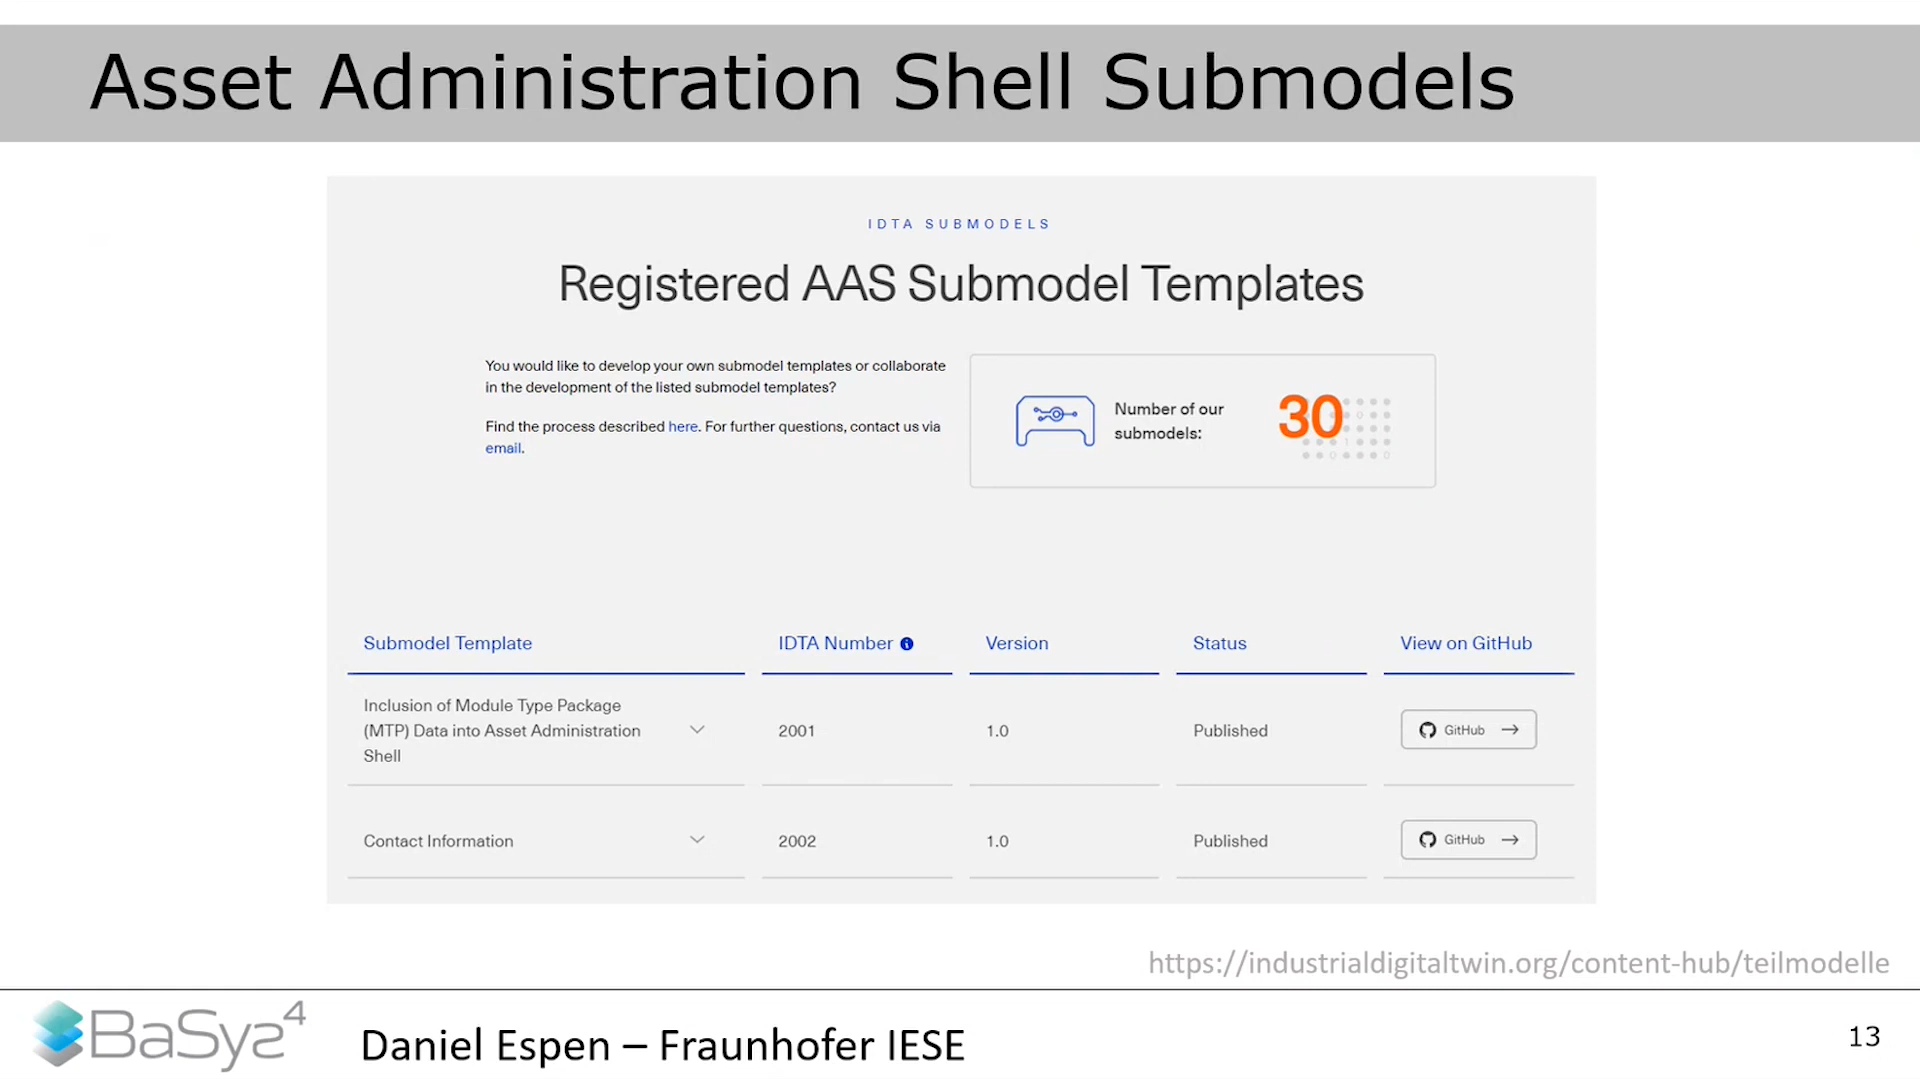 Asset Administration Shell Submodels
IDTA SUBMODELS
Registered AAS Submodel Templates
You would like to develop your own submodel templates or collaborate
in the development of the listed submodel templates?
Find the process described here. For further questions, contact us via
email.
Number of our
submodels:
30
Submodel Template
IDTA Number
Version
Status
View on GitHub
Inclusion of Module Type Package
(MTP) Data into Asset Administration
Shell
2001
1.0
Published
GitHub
Contact Information
2002
1.0
Published
GitHub
https://industrialdigitaltwin.org/content-hub/teilmodelle
BaSys4
Daniel Espen – Fraunhofer IESE
13